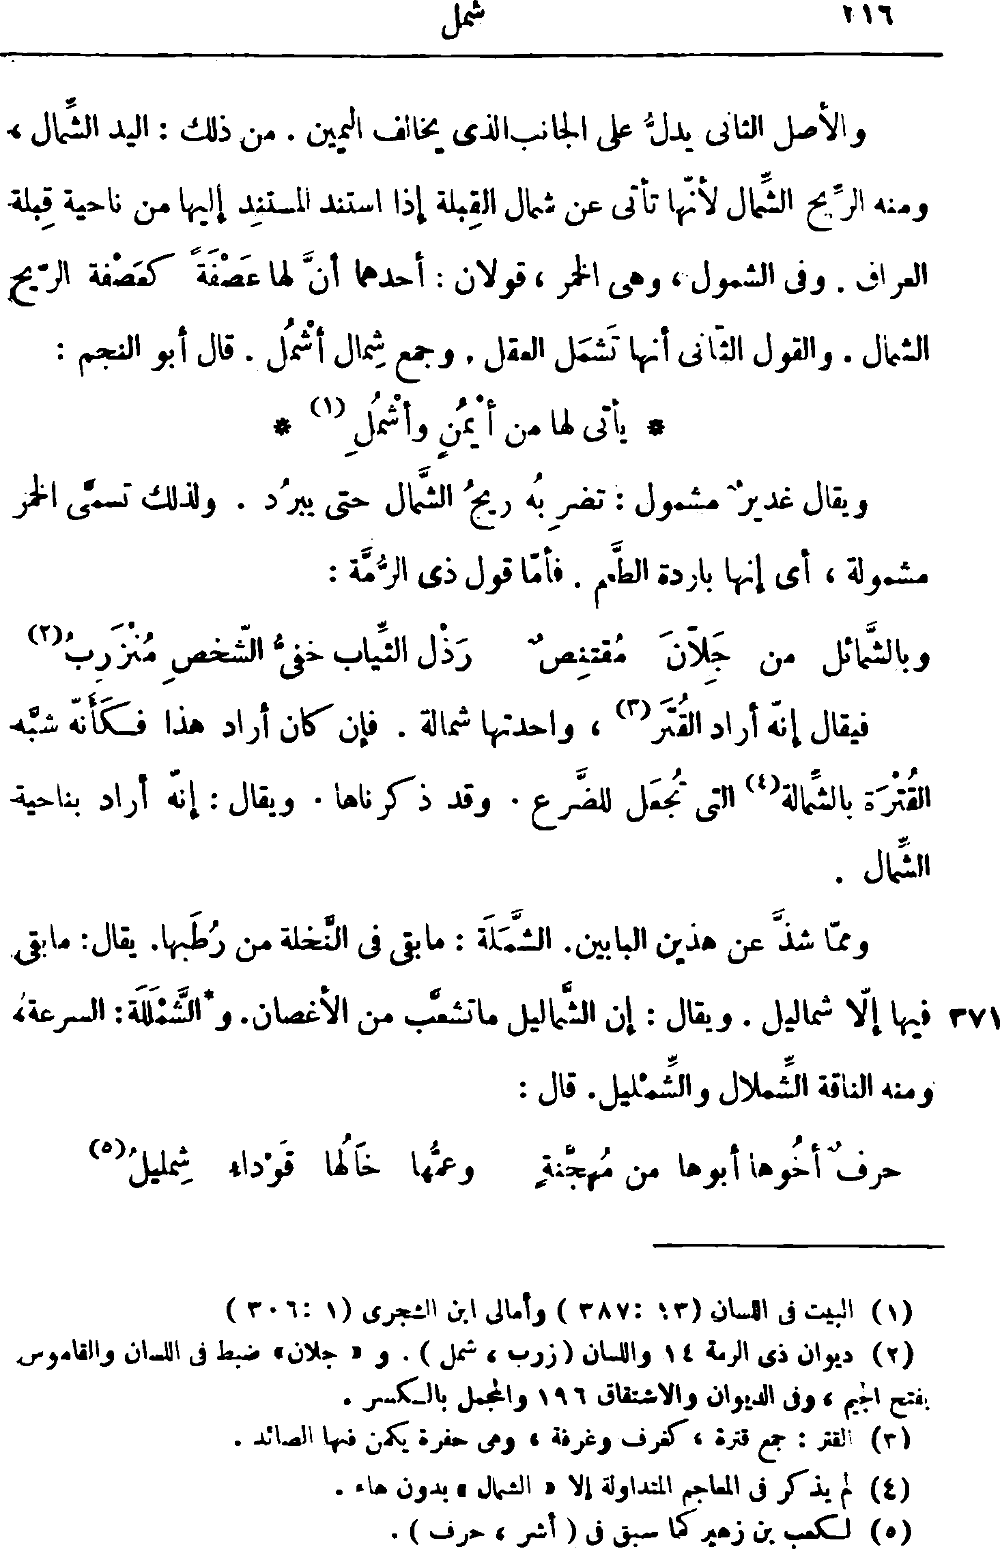 ٢١٦
شمل
والأصل الثانى يدلُّ على الجانب الذى يخالف اليمين . من ذلك : اليد الشِّمال ،
ومنه الرِّيح الشِّمال لأنّها تأتى عن شمال القِبلة إذا استند المستنِد إليها من ناحية قِبلة
العراق . وفى الشمول ، وهى الخمر ، قولان : أحدهما أنَّ لها عَصْفَةً كعَصْفة الرّيح
الشمال . والقول الثّانى أنها تَشمَل العقل . وجمع شِمال أشْمُل . قال أبو النجم :
* يأتى لها من أيْمُنٍ وأشْمُلِ (١) *
ويقال غديرٌ مشمول : تضرِبُه ريحُ الشَّمال حتى يبرُد . ولذلك تسمَّى الخمر
مشمولة ، أى إنها باردة الطَّعم . فأمّا قول ذى الرُّمَّة :
وبالشَّمائل من جَِلاّنَ مُقتنِصٌ رَذْل الثِّياب خفىُّ الشّخصِ مُنْزَرِبُ(٢)
فيقال إنّه أراد القُتَر(٣) ، واحدتها شمالة . فإن كان أراد هذا فكَأَنّه شبَّه
القُتْرَة بالشِّمالة(٤) التى تُجعَل للضَّرع . وقد ذكرناها . ويقال : إنّه أراد بناحية
الشِّمال .
وممّا شذَّ عن هذين البابين. الشَّمَلَة : مابقى فى النَّخلة من رُطَبها. يقال: مابقى
فيها إلّا شماليل . ويقال : إن الشَّماليل ماتشعَّب من الأغصان. و*الشَّمْلَلَة: السرعة، ٣٧١
ومنه الناقة الشِّملال والشِّمْليل. قال :
حرفٌ أخُوها أبوها من مُهجَّنةٍ وعمُّها خَالُها قَوْداء شِمليلُ(٥)
(١) البيت فى اللسان (١٣ : ٣٨٧ ) وأمالى ابن الشجرى (١ : ٣٠٦ )
(٢) ديوان ذى الرمة ١٤ واللسان ( زرب ، شمل ) . و « جلان » ضبط فى اللسان والقاموس
بفتح الجيم ، وفى الديوان والاشتقاق ١٩٦ والمجمل بالكسر .
(٣) القتر : جمع قترة ، كغرف وغرفة ، وهى حفرة يكمن فيها الصائد .
(٤) لم يذكر فى المعاجم المتداولة إلا « الشمال » بدون هاء .
(٥) لكعب بن زهير كما سبق فى ( أشر ، حرف ) .